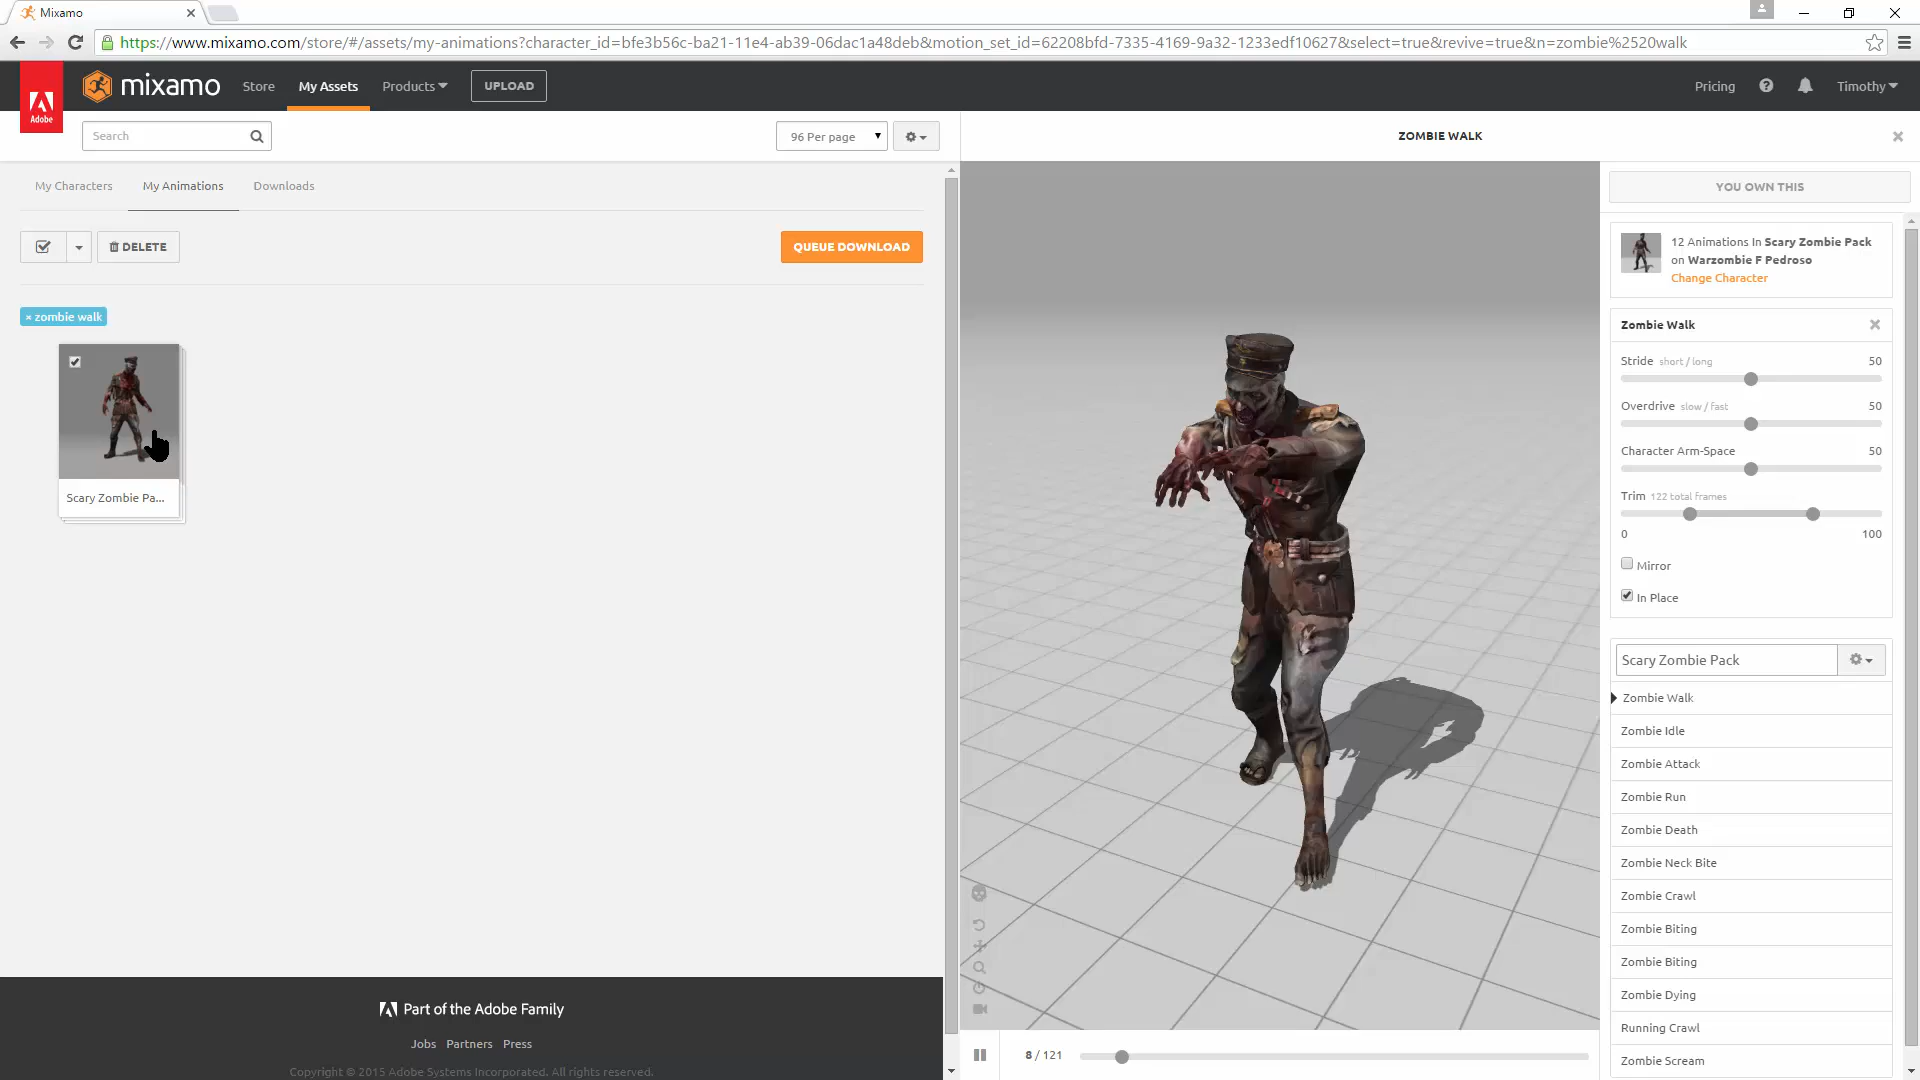 Mixamo
https://www.mixamo.com/store/#/assets/my-animations?character_id=bfe3b56c-ba21-11e4-ab39-06dac1a48deb&motion_set_id=62208bfd-7335-4169-9a32-1233edf10627&select=true&revive=true&n=zombie%2520walk
Adobe
mixamo
Store
My Assets
Products
UPLOAD
Pricing
Timothy
Search
96 Per page
ZOMBIE WALK
My Characters
My Animations
Downloads
YOU OWN THIS
DELETE
QUEUE DOWNLOAD
12 Animations In Scary Zombie Pack
on Warzombie F Pedroso
Change Character
× zombie walk
Scary Zombie Pa...
Zombie Walk
Stride short / long 50
Overdrive slow / fast 50
Character Arm-Space 50
Trim 122 total frames
0 100
Mirror
In Place
Scary Zombie Pack
Zombie Walk
Zombie Idle
Zombie Attack
Zombie Run
Zombie Death
Zombie Neck Bite
Zombie Crawl
Zombie Biting
Zombie Biting
Zombie Dying
Running Crawl
Zombie Scream
8 / 121
Part of the Adobe Family
Jobs Partners Press
Copyright © 2015 Adobe Systems Incorporated. All rights reserved.